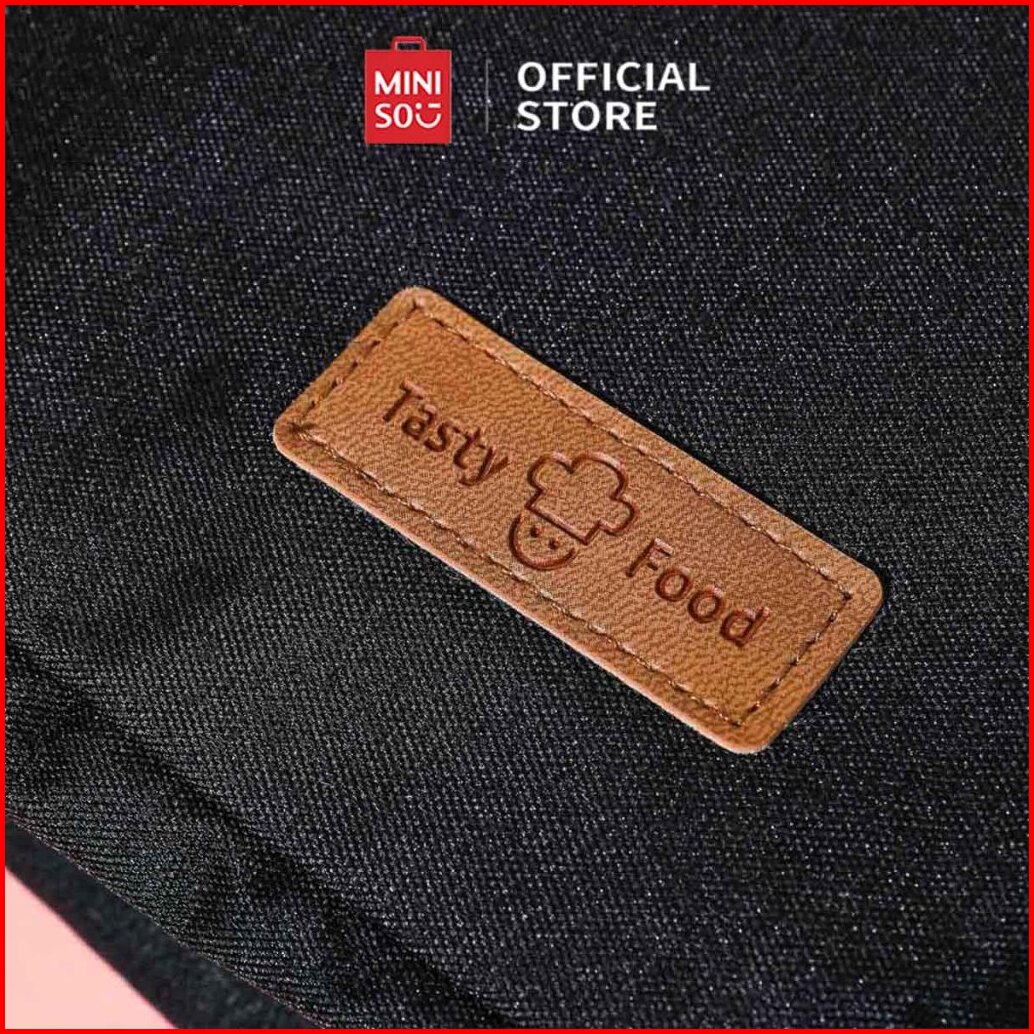 MINI
SO
OFFICIAL
STORE
Tasty Food